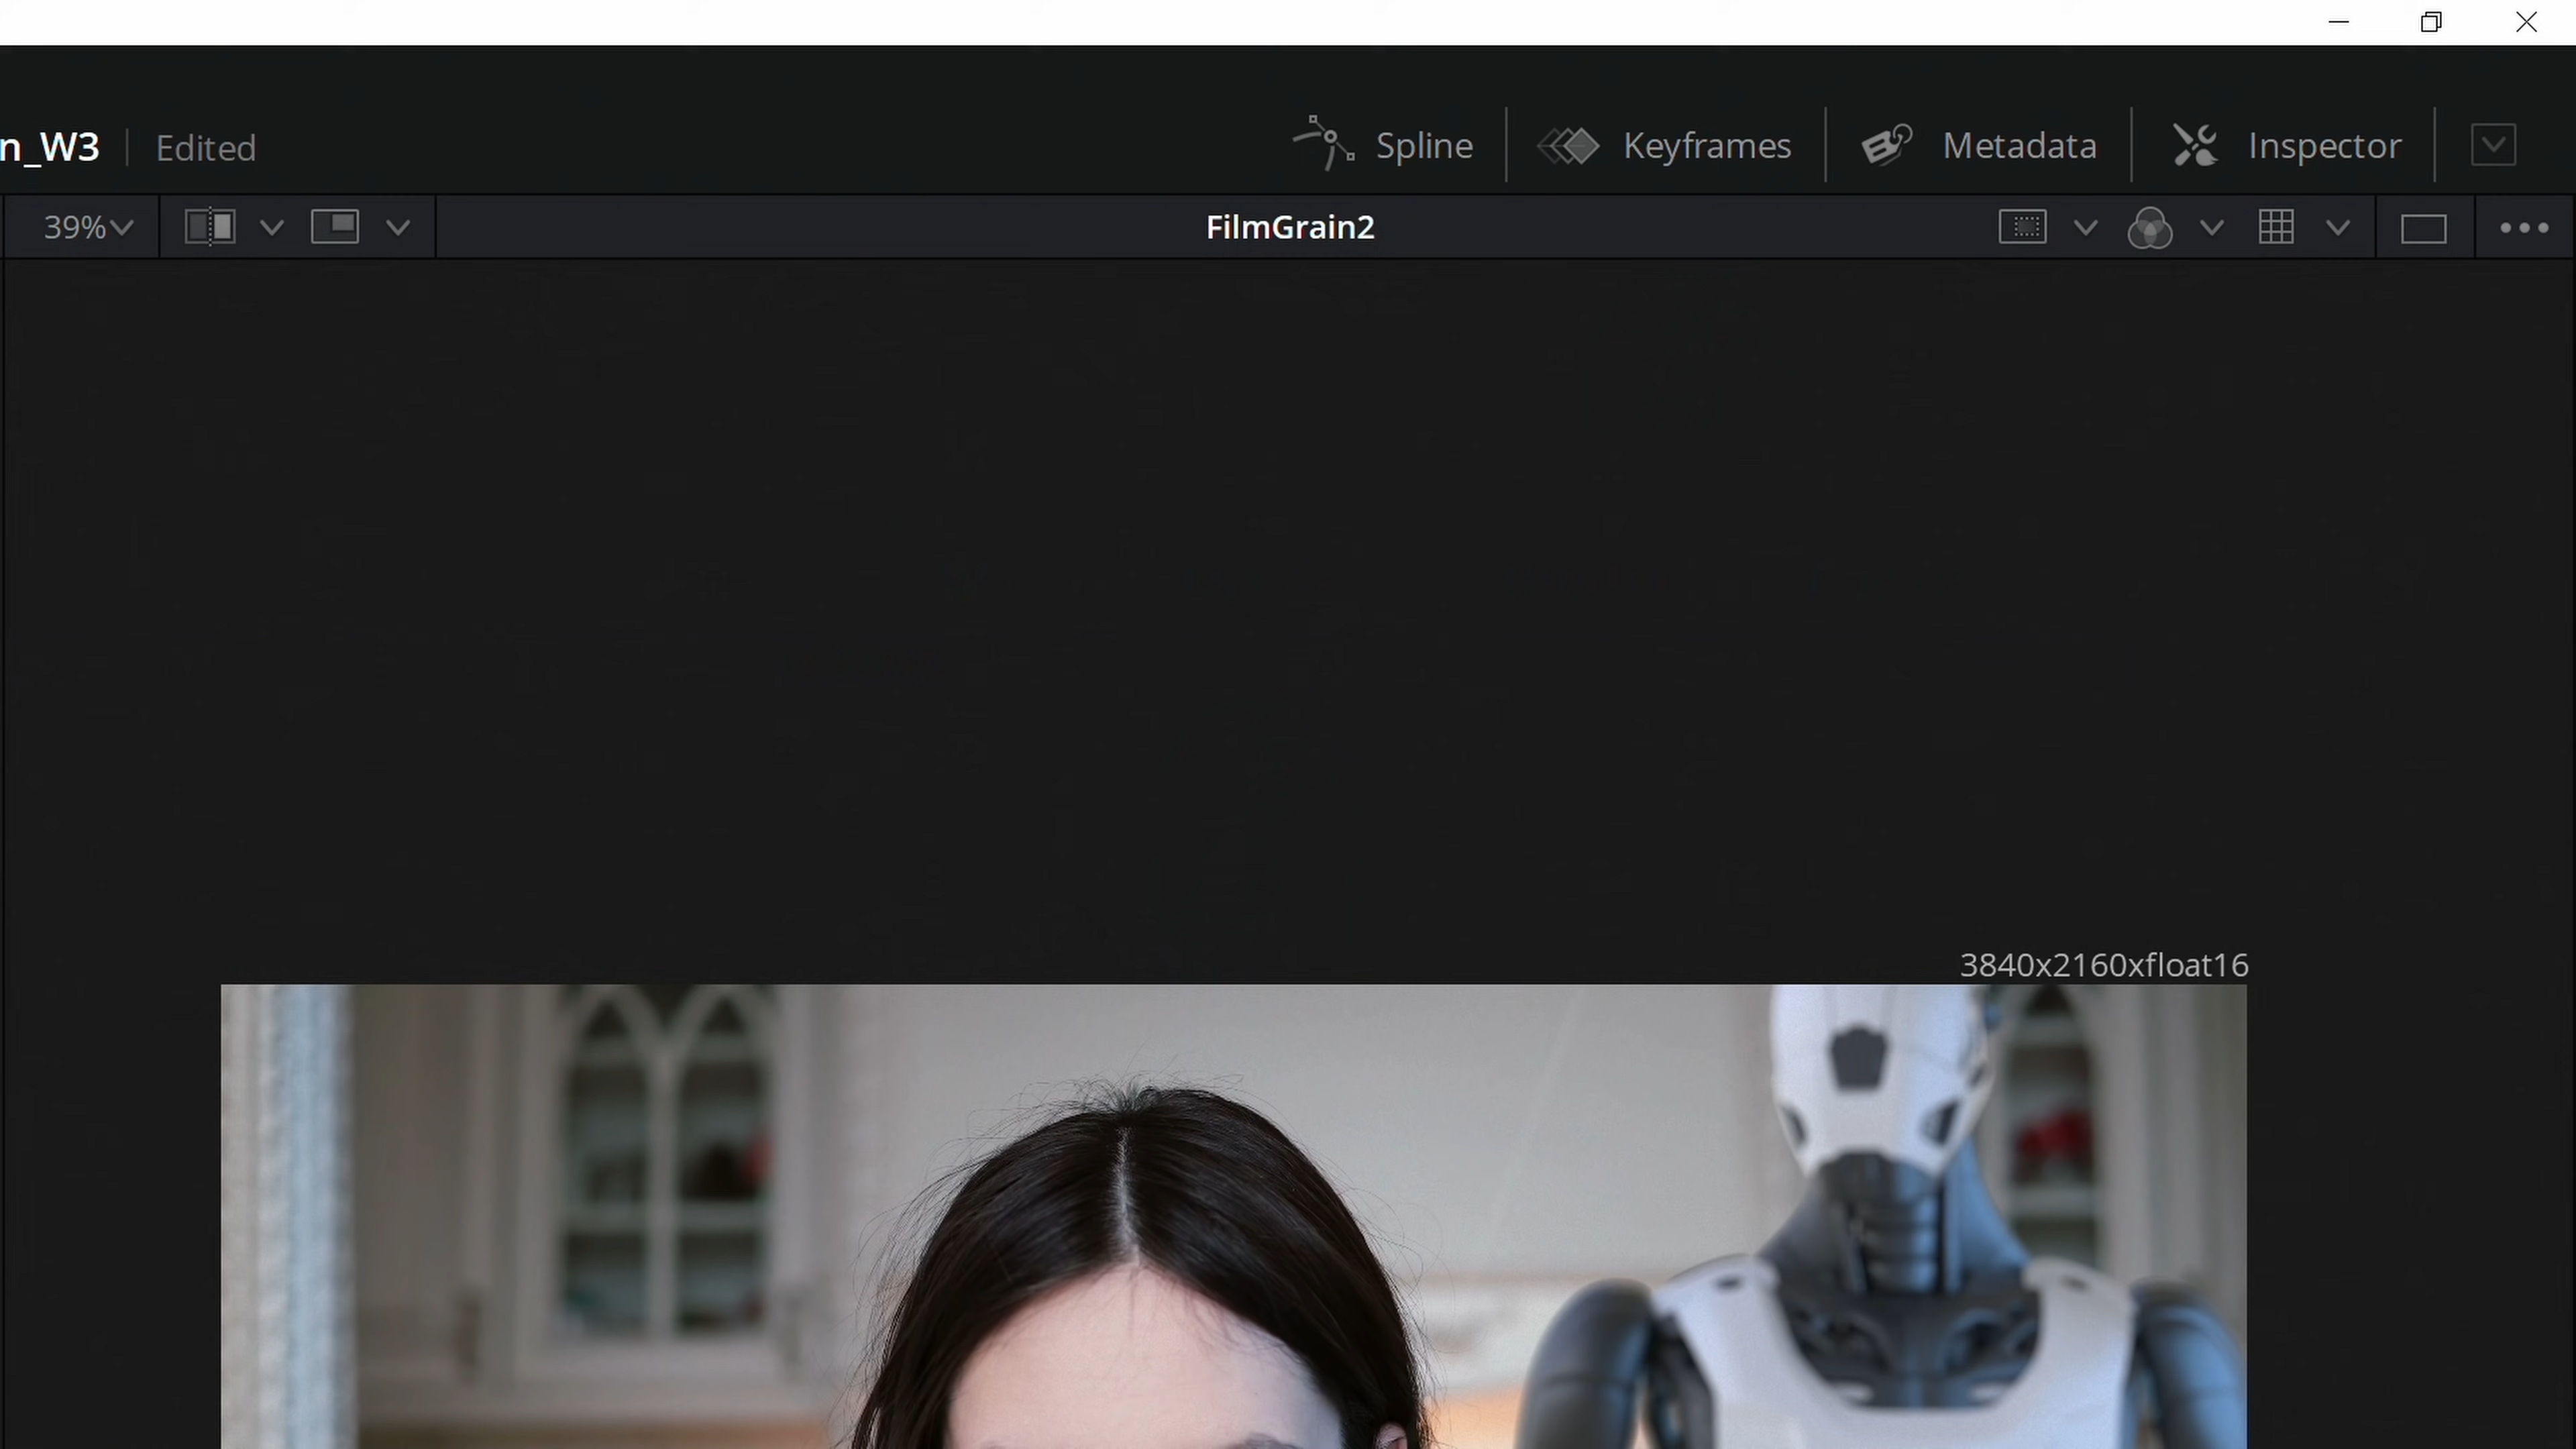 n_W3 Edited Spline Keyframes Metadata Inspector
39% FilmGrain2
3840x2160xfloat16